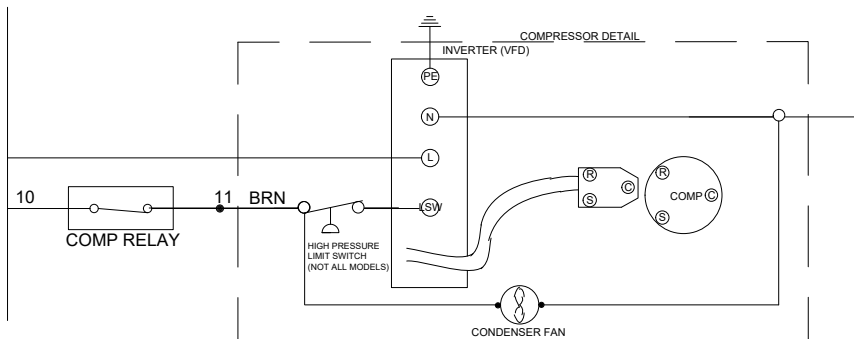 COMPRESSOR DETAIL
INVERTER (VFD)
PE
N
L
10
11 BRN
LSW
COMP RELAY
HIGH PRESSURE
LIMIT SWITCH
(NOT ALL MODELS)
R
S
C
R
COMP C
S
CONDENSER FAN